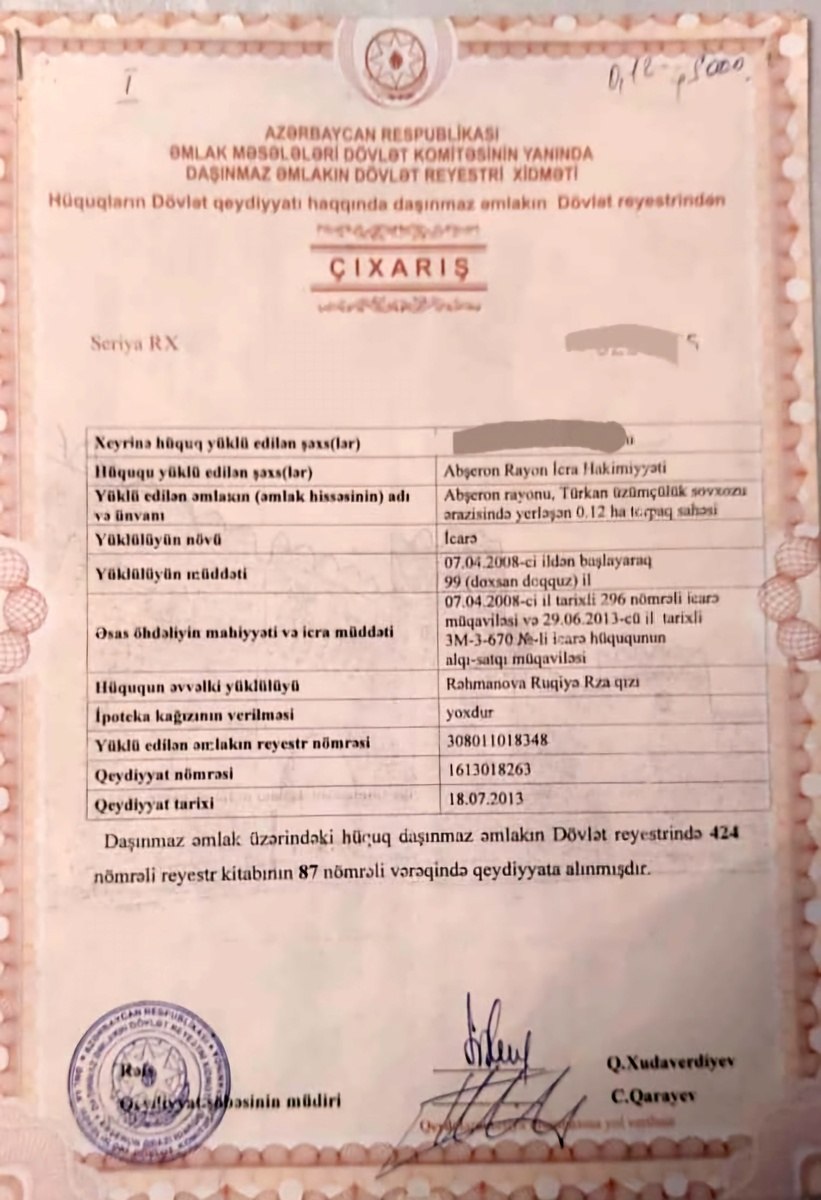 I
0,12
AZƏRBAYCAN RESPUBLİKASI
ƏMLAK MƏSƏLƏLƏRİ DÖVLƏT KOMİTƏSİNİN YANINDA
DAŞINMAZ ƏMLAKIN DÖVLƏT REYESTRİ XİDMƏTİ
Hüquqların Dövlət qeydiyyatı haqqında daşınmaz əmlakın Dövlət reyestrindən
ÇIXARIŞ
Seriya RX
Xeyrinə hüquq yüklü edilən şəxs(lər)
Hüququ yüklü edilən şəxs(lər) Abşeron Rayon İcra Hakimiyyəti
Yüklü edilən əmlakın (əmlak hissəsinin) adı Abşeron rayonu, Türkan üzümçülük sovxozu
və ünvanı ərazisində yerləşən 0.12 ha torpaq sahəsi
Yüklülüyün növü İcarə
07.04.2008-ci ildən başlayaraq
Yüklülüyün müddəti 99 (doxsan doqquz) il
07.04.2008-ci il tarixli 296 nömrəli icarə
Əsas öhdəliyin mahiyyəti və icra müddəti müqaviləsi və 29.06.2013-cü il tarixli
3M-3-670 №-li icarə hüququnun
alqı-satqı müqaviləsi
Hüququn əvvəlki yüklülüyü Rəhmanova Ruqiyə Rza qızı
İpoteka kağızının verilməsi yoxdur
Yüklü edilən əmlakın reyestr nömrəsi 308011018348
Qeydiyyat nömrəsi 1613018263
Qeydiyyat tarixi 18.07.2013
Daşınmaz əmlak üzərindəki hüquq daşınmaz əmlakın Dövlət reyestrində 424
nömrəli reyestr kitabının 87 nömrəli vərəqində qeydiyyata alınmışdır.
Rəis Q.Xudaverdiyev
Qeydiyyat şöbəsinin müdiri C.Qarayev